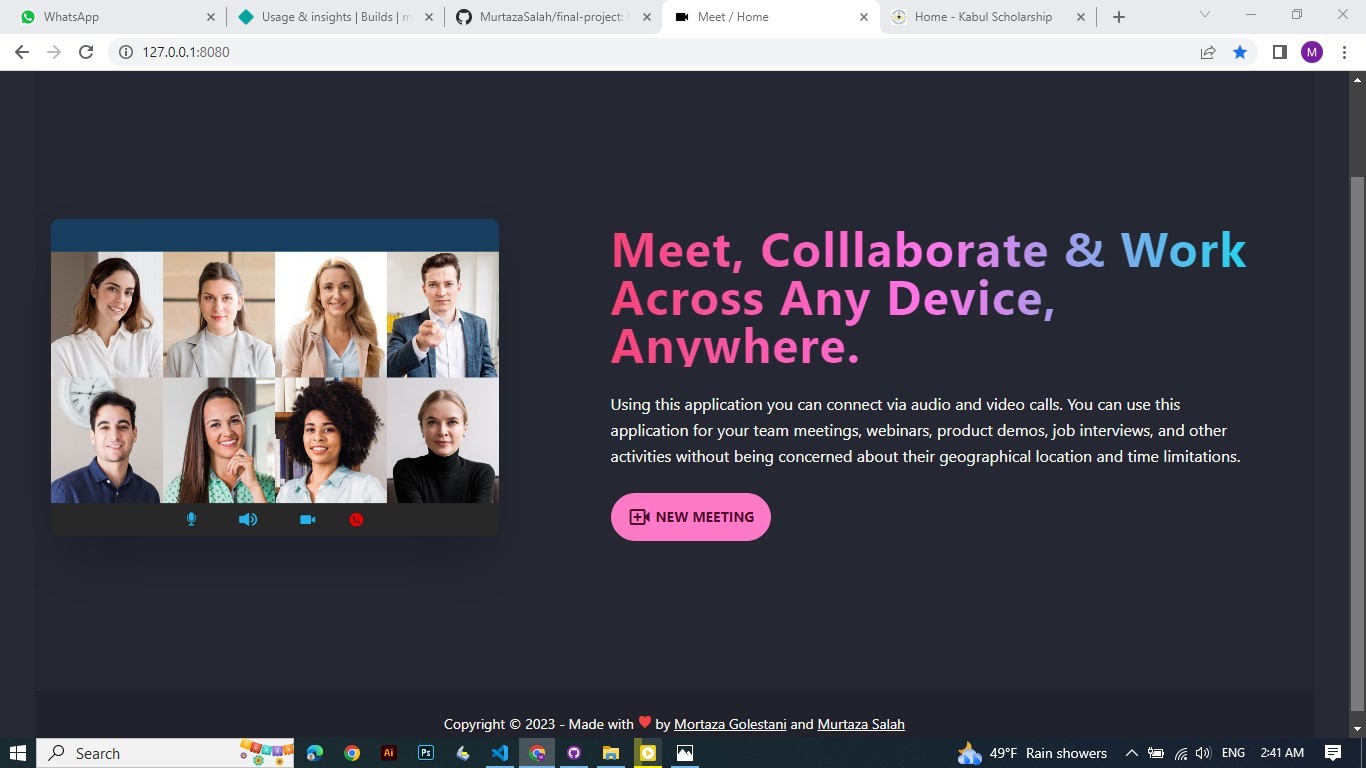 WhatsApp
Usage & insights | Builds | m
MurtazaSalah/final-project:
Meet / Home
Home - Kabul Scholarship
127.0.0.1:8080
M
Meet, Colllaborate & Work
Across Any Device,
Anywhere.
Using this application you can connect via audio and video calls. You can use this
application for your team meetings, webinars, product demos, job interviews, and other
activities without being concerned about their geographical location and time limitations.
NEW MEETING
Copyright © 2023 - Made with ❤ by Mortaza Golestani and Murtaza Salah
Search
Ai
Ps
49°F Rain showers
ENG
2:41 AM